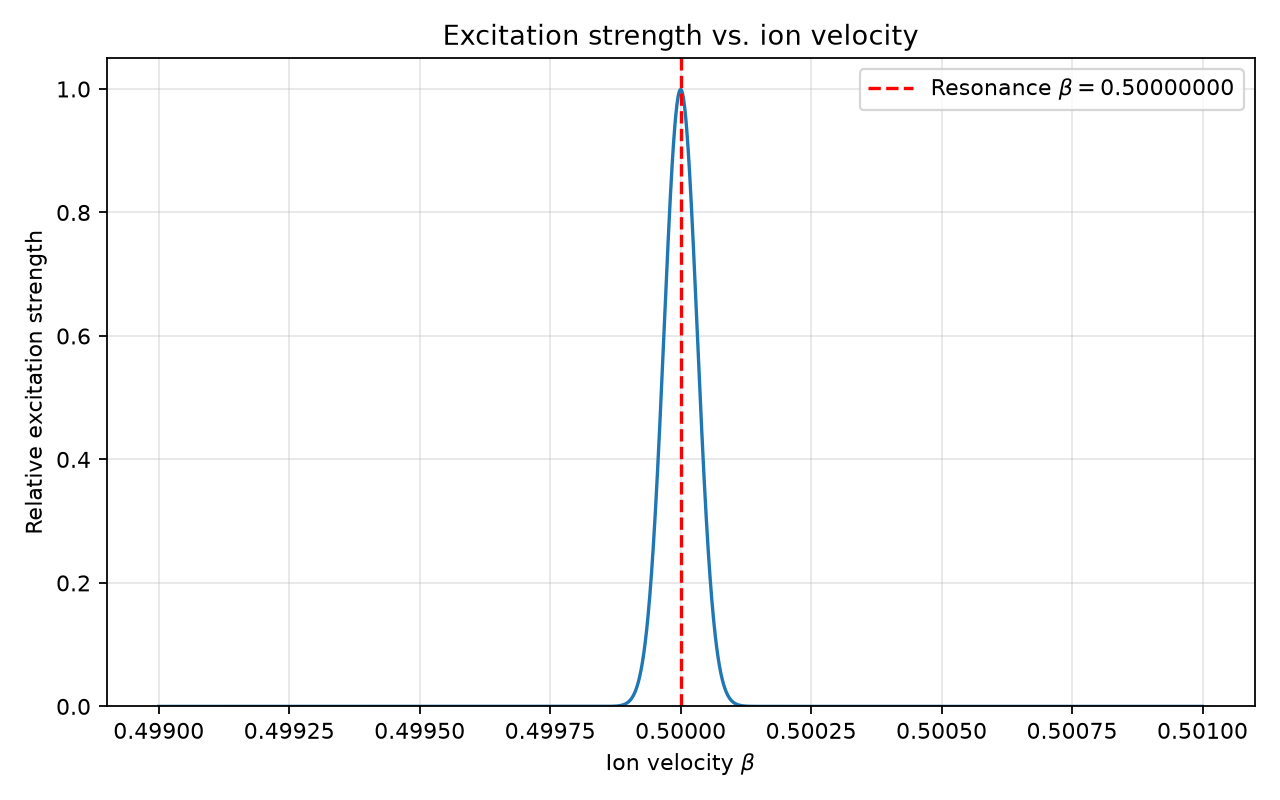 Excitation strength vs. ion velocity
Resonance β = 0.50000000
Relative excitation strength
1.0
0.8
0.6
0.4
0.2
0.0
0.49900 0.49925 0.49950 0.49975 0.50000 0.50025 0.50050 0.50075 0.50100
Ion velocity β